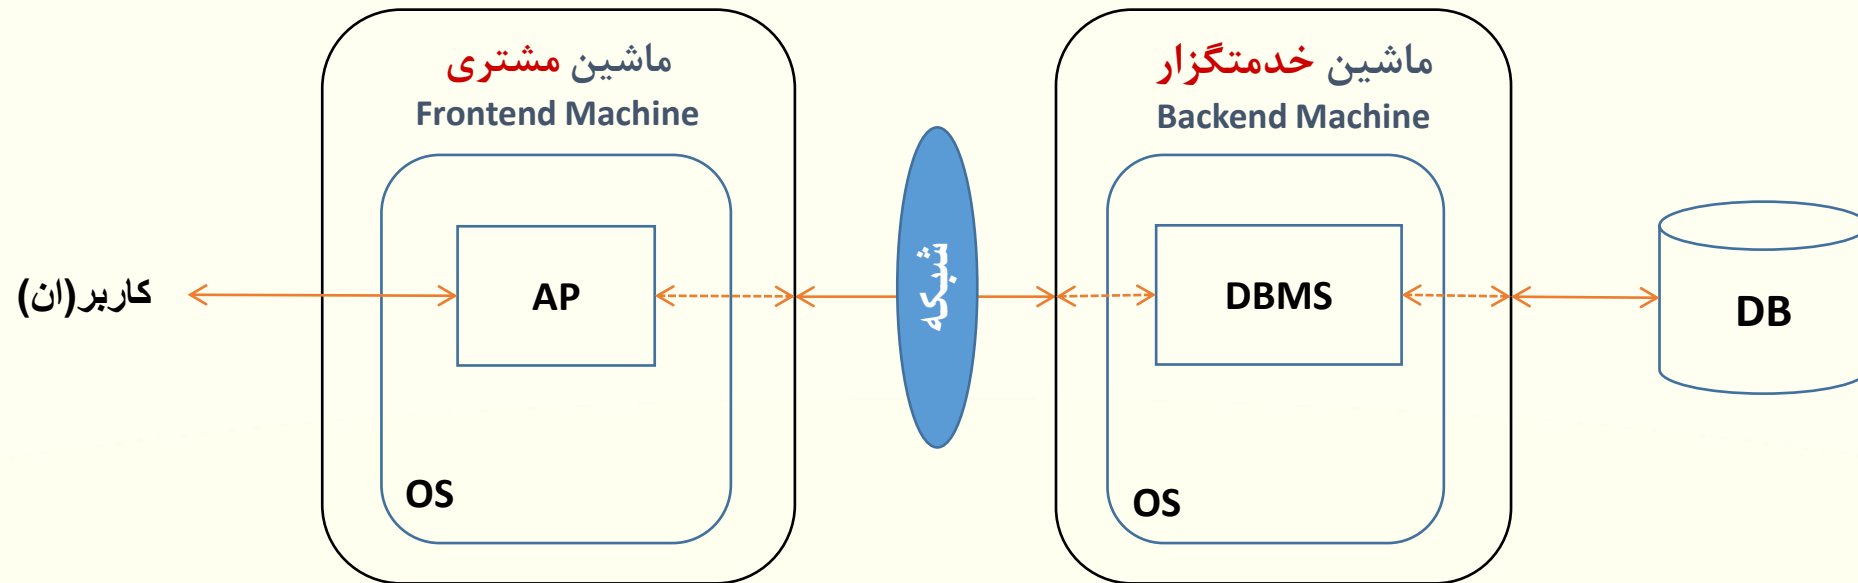 ماشین مشتری
Frontend Machine
ماشین خدمتگزار
Backend Machine
کاربر(ان)
AP
شبکه
DBMS
DB
OS
OS